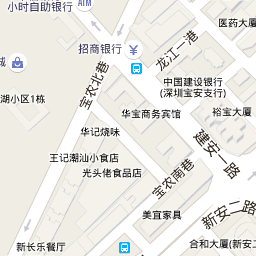 小时自助银行
ATM
医药大厦
招商银行
龙江一港
城
宝农北巷
中国建设银行
(深圳宝安支行)
湖小区1栋
华宝商务宾馆
裕宝大厦
华记烧味
建安一路
王记潮汕小食店
光头佬食品店
宝农南巷
美宜家具
新安二路
新长乐餐厅
合和大厦(新安二